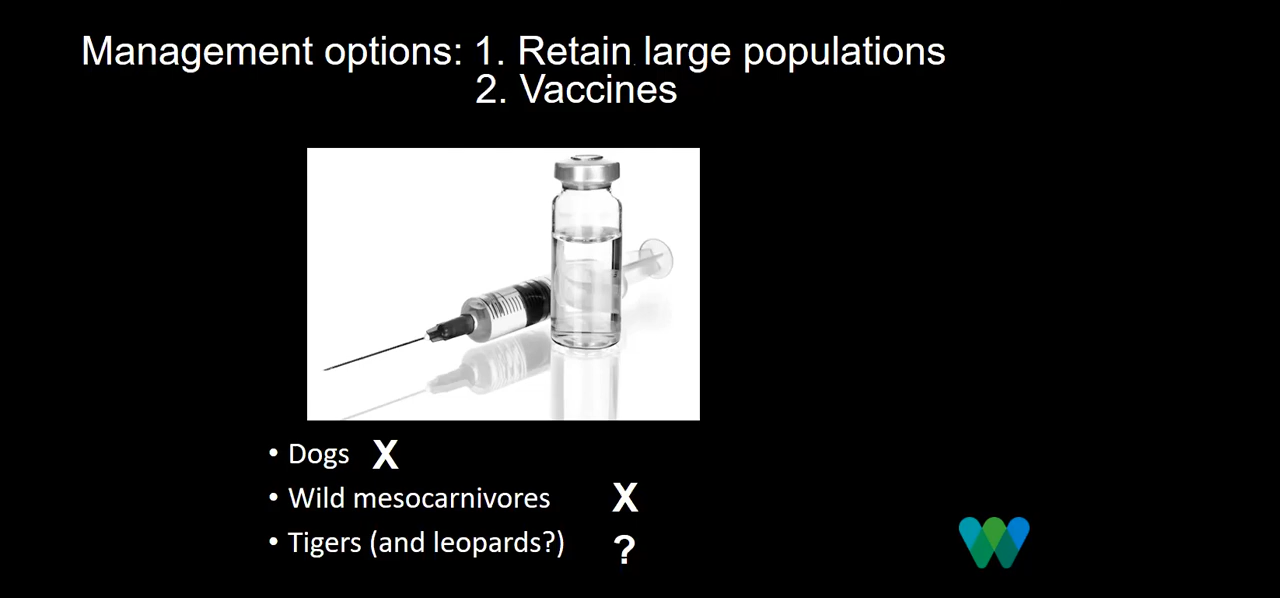 Management options: 1. Retain large populations
2. Vaccines
• Dogs X
• Wild mesocarnivores X
• Tigers (and leopards?) ?